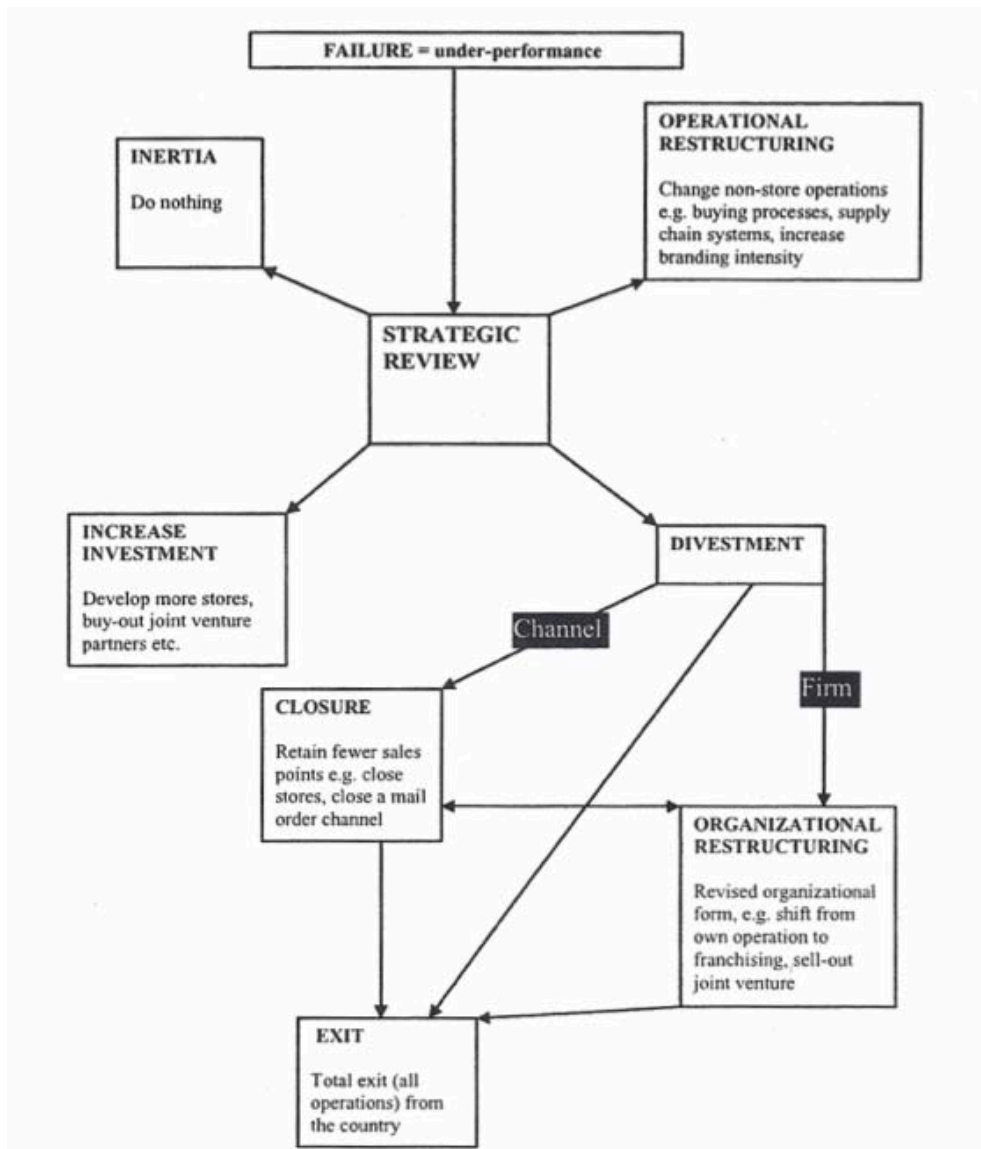 FAILURE = under-performance
INERTIA
Do nothing
OPERATIONAL
RESTRUCTURING
Change non-store operations
e.g. buying processes, supply
chain systems, increase
branding intensity
STRATEGIC
REVIEW
INCREASE
INVESTMENT
Develop more stores,
buy-out joint venture
partners etc.
DIVESTMENT
Channel
Firm
CLOSURE
Retain fewer sales
points e.g. close
stores, close a mail
order channel
ORGANIZATIONAL
RESTRUCTURING
Revised organizational
form, e.g. shift from
own operation to
franchising, sell-out
joint venture
EXIT
Total exit (all
operations) from
the country